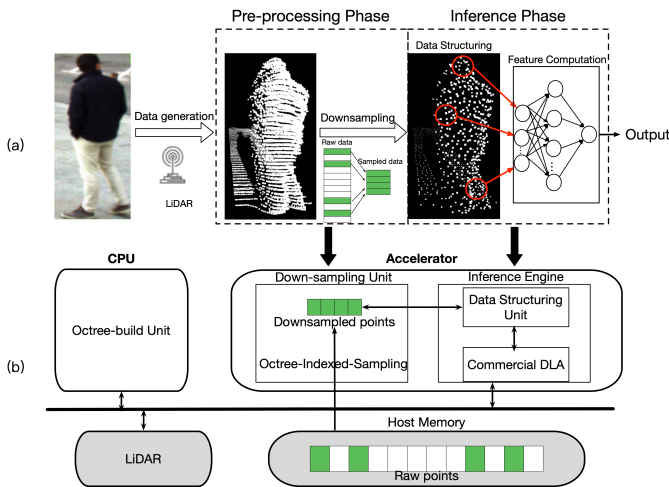 Pre-processing Phase
Inference Phase
Data Structuring
Feature Computation
Data generation
Downsampling
Raw data
Sampled data
LiDAR
Output
(a)
CPU
Accelerator
Down-sampling Unit
Inference Engine
Octree-build Unit
Downsampled points
Data Structuring
Unit
Octree-Indexed-Sampling
Commercial DLA
(b)
Host Memory
LiDAR
Raw points